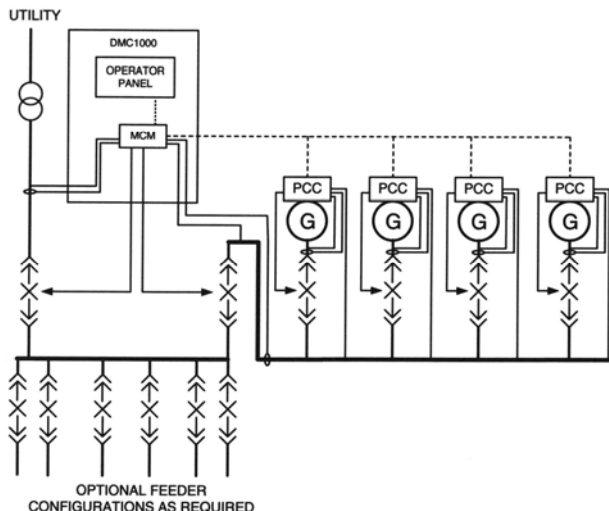 UTILITY
DMC1000
OPERATOR
PANEL
MCM
PCC
PCC
PCC
PCC
G
G
G
G
OPTIONAL FEEDER
CONFIGURATIONS AS REQUIRED